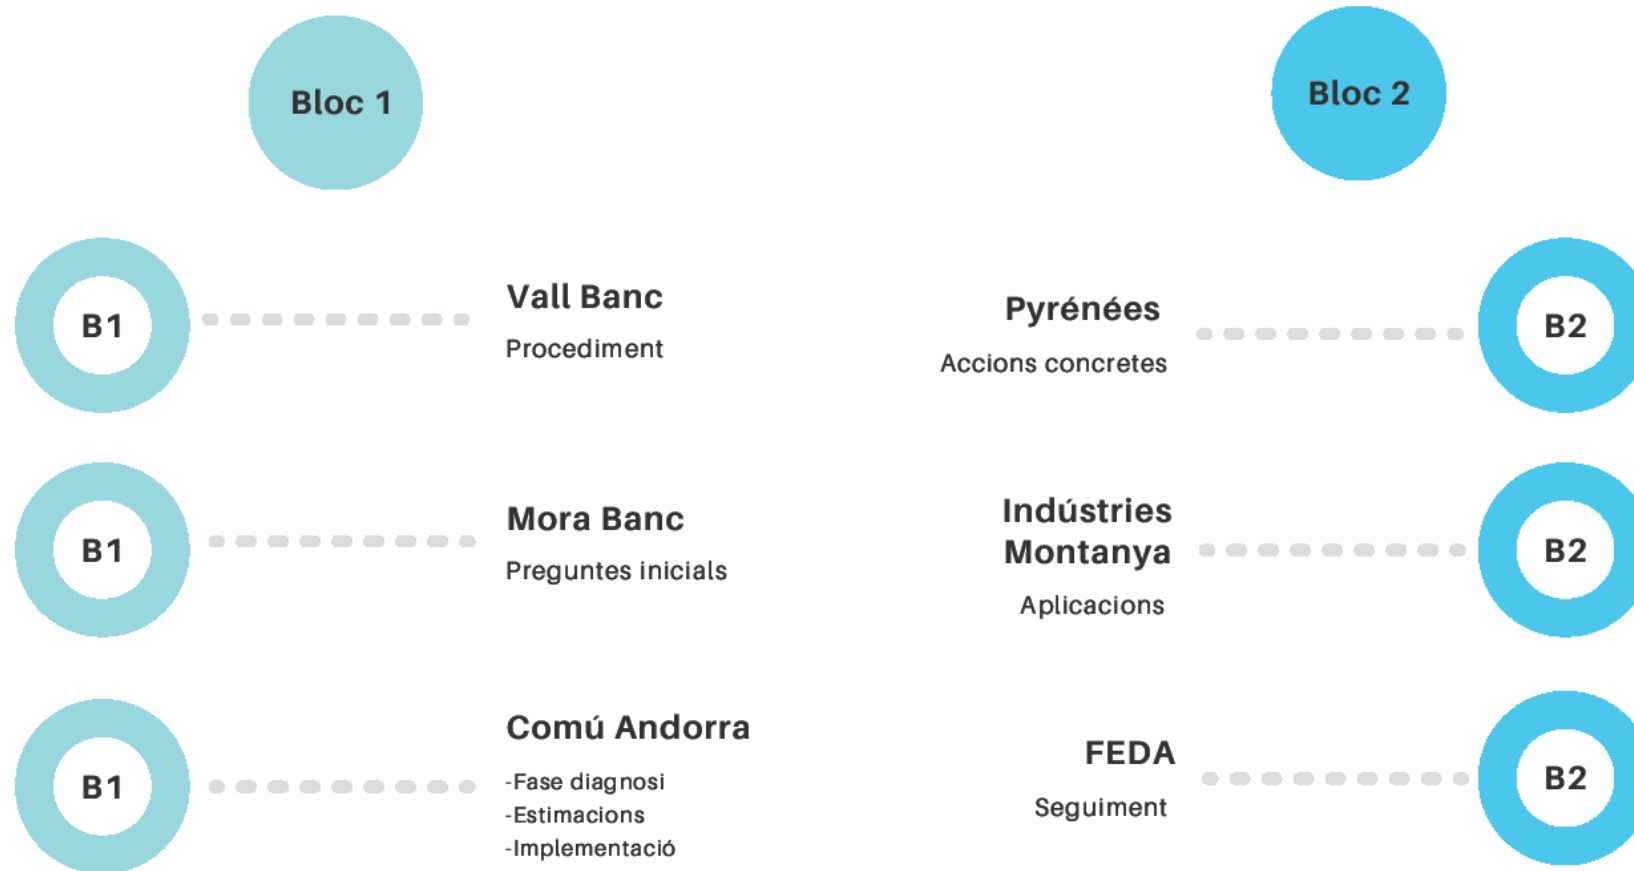 Bloc 1
Bloc 2
B1
Vall Banc
Procediment
B1
Mora Banc
Preguntes inicials
B1
Comú Andorra
-Fase diagnosi
-Estimacions
-Implementació
Pyrénées
Accions concretes
B2
Indústries
Montanya
Aplicacions
B2
FEDA
Seguiment
B2